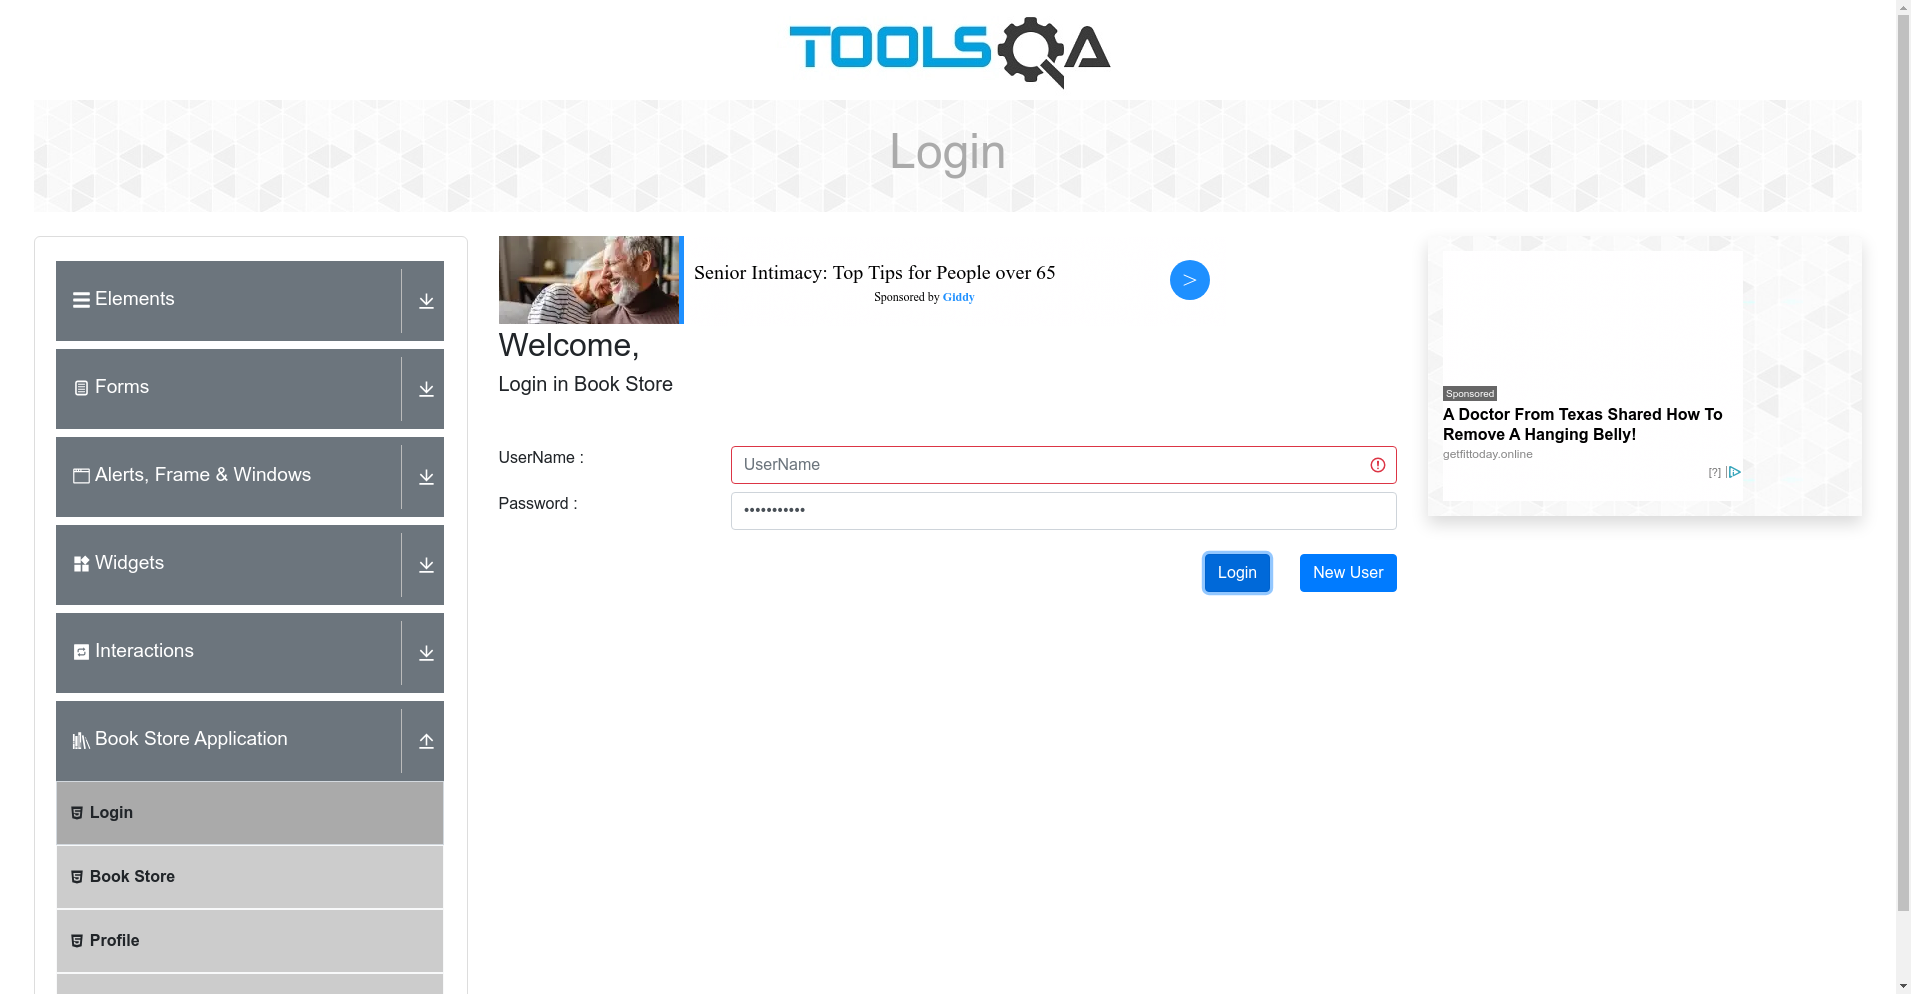 TOOLSQA
Login
Elements
Forms
Alerts, Frame & Windows
Widgets
Interactions
Book Store Application
Login
Book Store
Profile
Senior Intimacy: Top Tips for People over 65
Sponsored by Giddy
>
Welcome,
Login in Book Store
UserName :
UserName
Password :
•••••••••••
Login
New User
Sponsored
A Doctor From Texas Shared How To
Remove A Hanging Belly!
getfittoday.online
[?]